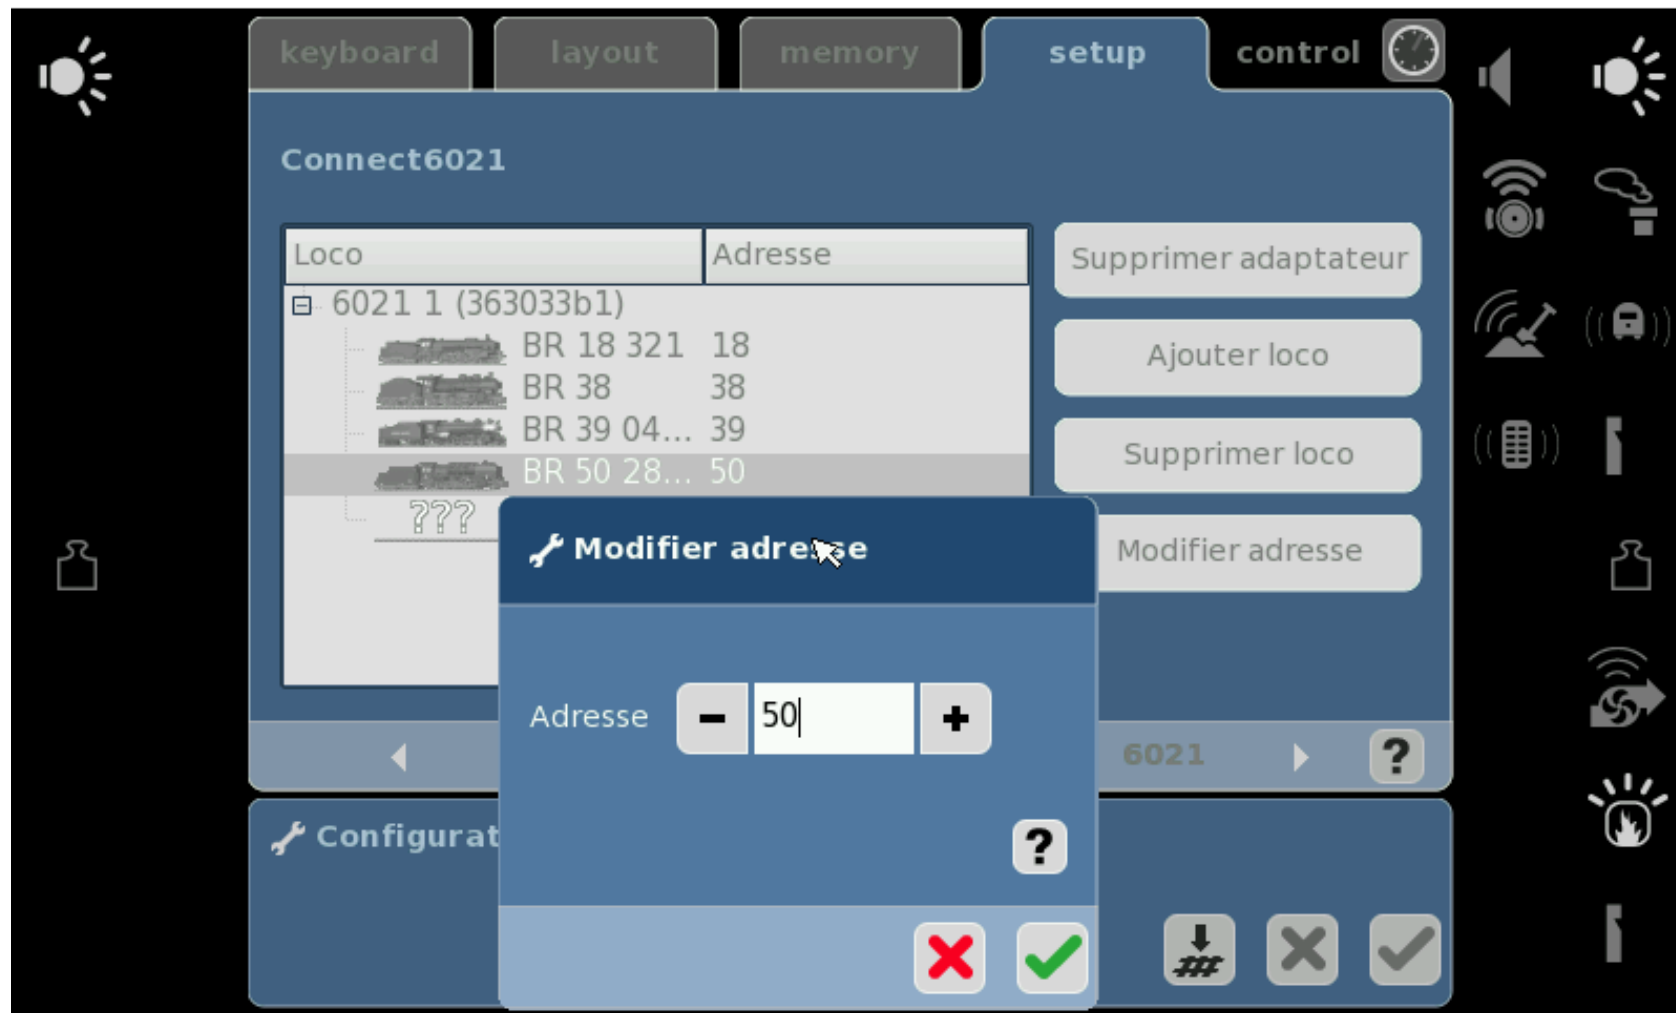 keyboard
layout
memory
setup
control
Connect6021
Loco Adresse
6021 1 (363033b1)
BR 18 321 18
BR 38 38
BR 39 04... 39
BR 50 28... 50
???
Supprimer adaptateur
Ajouter loco
Supprimer loco
Modifier adresse
Modifier adresse
Adresse - 50 +
6021 ?
Configurat
?